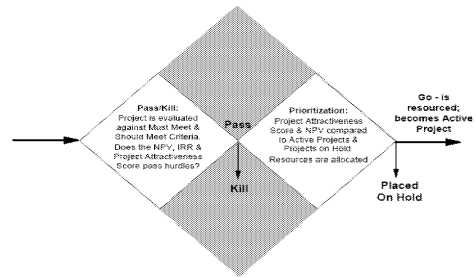 Pass/Kill:
Project is evaluated
against Must Meet &
Should Meet Criteria.
Does the NPV, IRR &
Project Attractiveness
Score pass hurdles?
Pass
Kill
Prioritization:
Project Attractiveness
Score & NPV compared
to Active Projects &
Projects on Hold
Resources are allocated
Go - is
resourced;
becomes Active
Project
Placed
On Hold